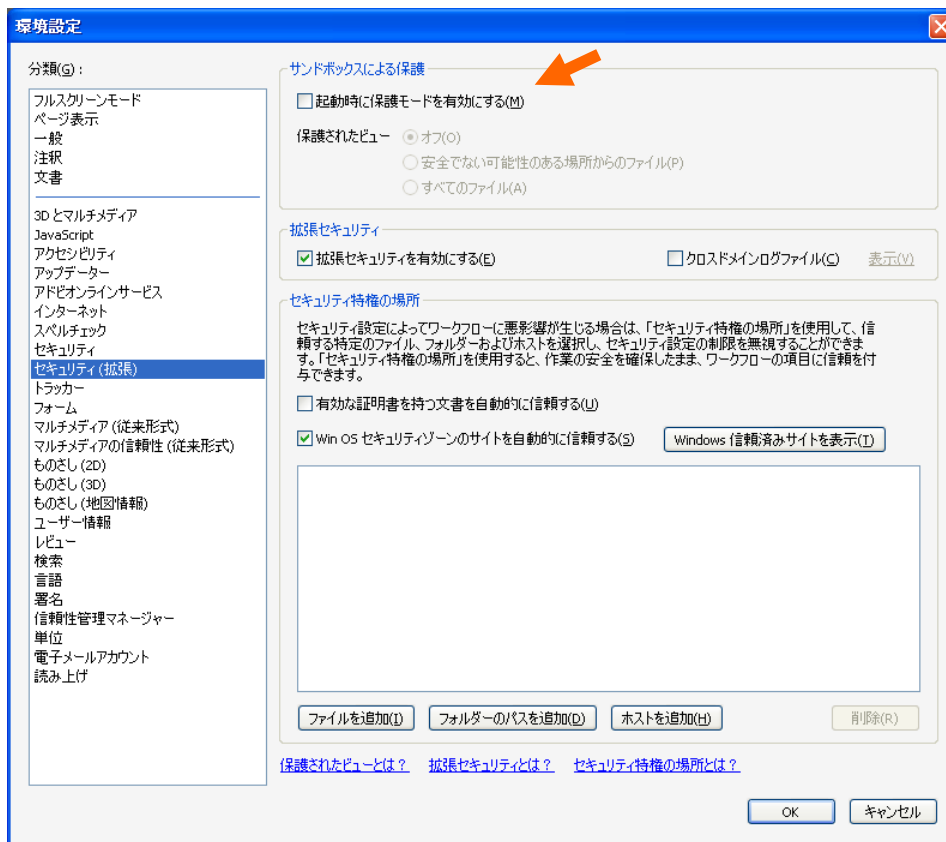 環境設定
分類(G)：
フルスクリーンモード
ページ表示
一般
注釈
文書
3D とマルチメディア
JavaScript
アクセシビリティ
アップデーター
アドビオンラインサービス
インターネット
スペルチェック
セキュリティ
セキュリティ (拡張)
トラッカー
フォーム
マルチメディア (従来形式)
マルチメディアの信頼性 (従来形式)
ものさし (2D)
ものさし (3D)
ものさし (地図情報)
ユーザー情報
レビュー
検索
言語
署名
信頼性管理マネージャー
単位
電子メールアカウント
読み上げ
サンドボックスによる保護
起動時に保護モードを有効にする(M)
保護されたビュー オフ(O)
安全でない可能性のある場所からのファイル(P)
すべてのファイル(A)
拡張セキュリティ
拡張セキュリティを有効にする(E) クロスドメインログファイル(C) 表示(V)
セキュリティ特権の場所
セキュリティ設定によってワークフローに悪影響が生じる場合は、「セキュリティ特権の場所」を使用して、信
頼する特定のファイル、フォルダーおよびホストを選択し、セキュリティ設定の制限を無視することができま
す。「セキュリティ特権の場所」を使用すると、作業の安全を確保したまま、ワークフローの項目に信頼を付
与できます。
有効な証明書を持つ文書を自動的に信頼する(U)
Win OS セキュリティゾーンのサイトを自動的に信頼する(S) Windows 信頼済みサイトを表示(T)
ファイルを追加(I) フォルダーのパスを追加(D) ホストを追加(H) 削除(R)
保護されたビューとは？ 拡張セキュリティとは？ セキュリティ特権の場所とは？
OK キャンセル